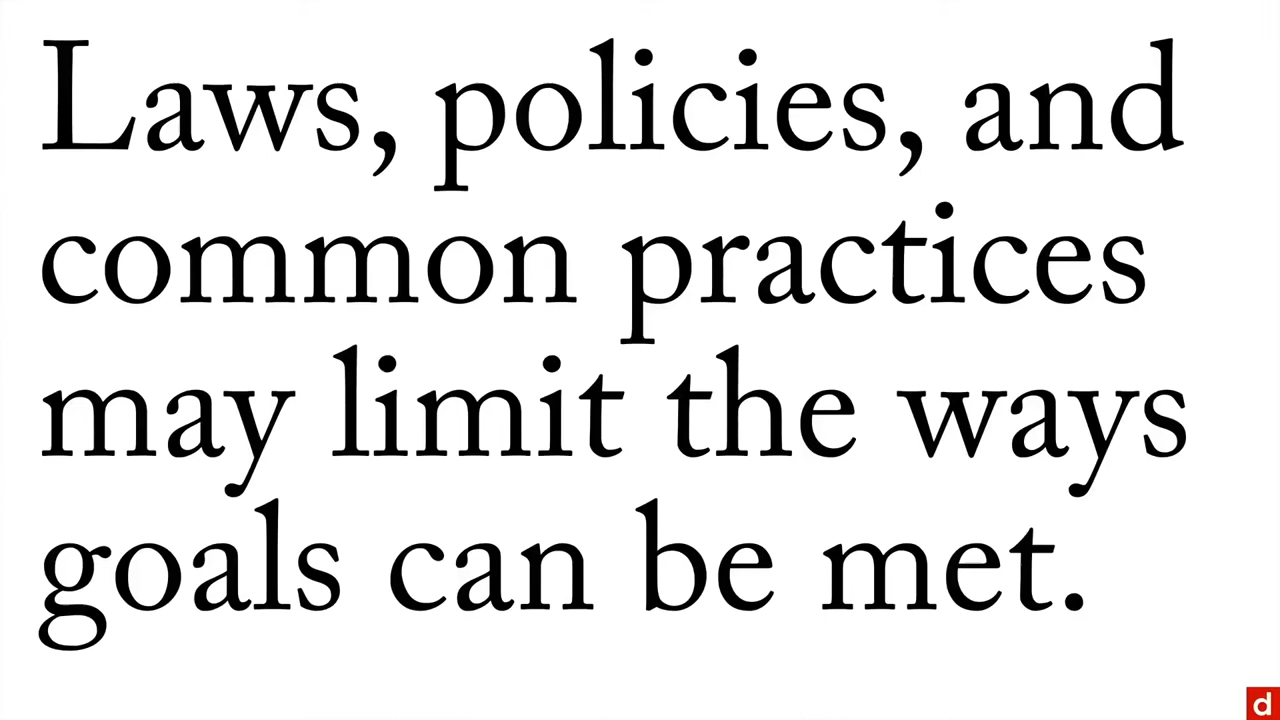 Laws, policies, and
common practices
may limit the ways
goals can be met.
d